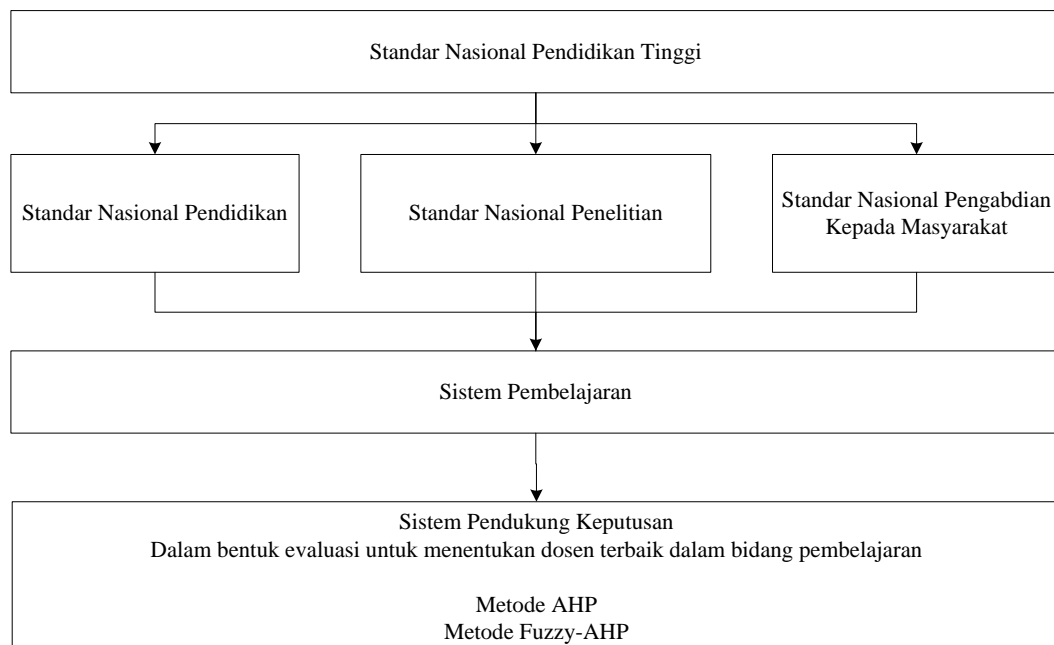 Standar Nasional Pendidikan Tinggi
Standar Nasional Pendidikan
Standar Nasional Penelitian
Standar Nasional Pengabdian
Kepada Masyarakat
Sistem Pembelajaran
Sistem Pendukung Keputusan
Dalam bentuk evaluasi untuk menentukan dosen terbaik dalam bidang pembelajaran
Metode AHP
Metode Fuzzy-AHP